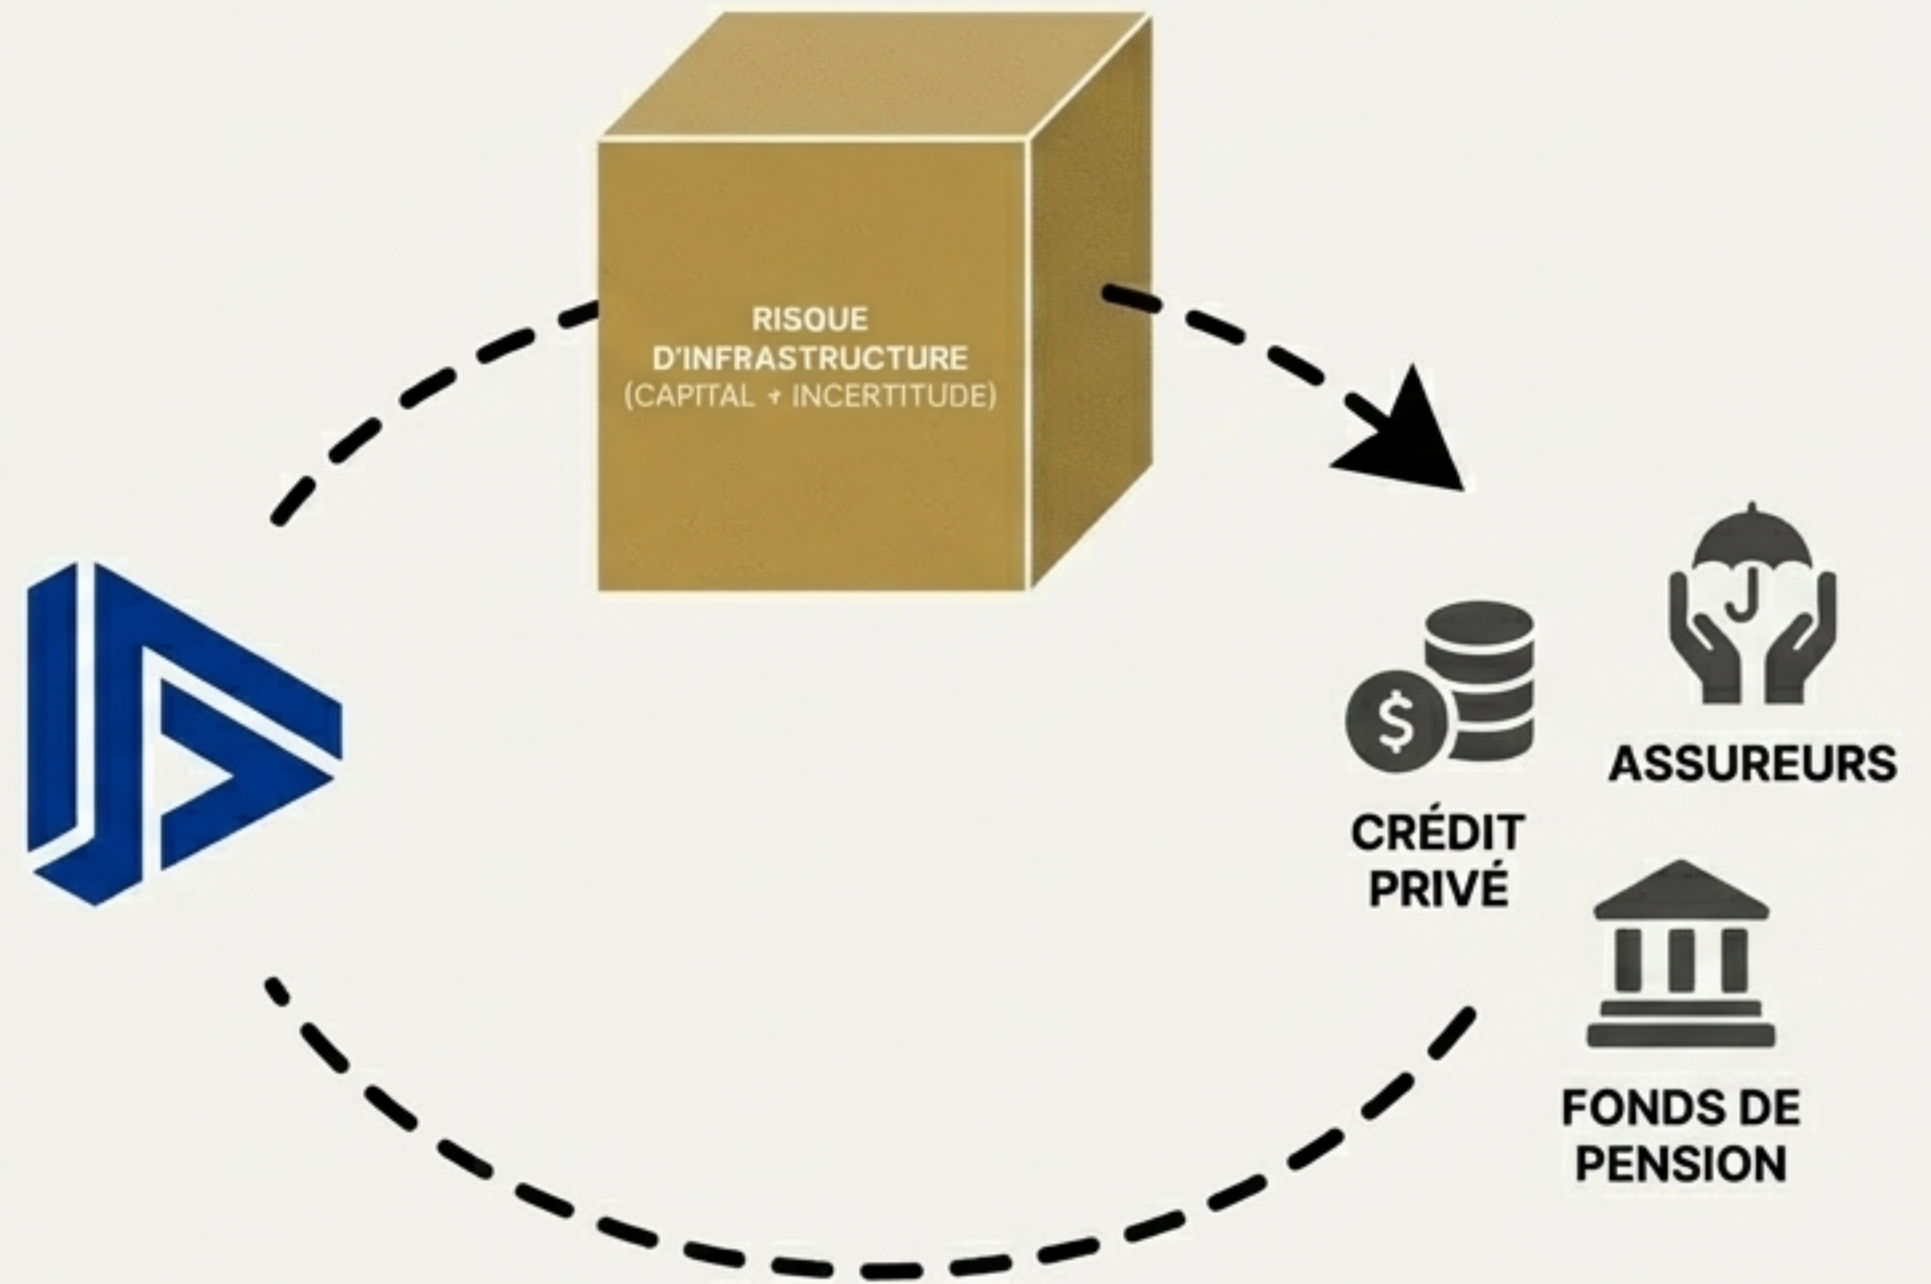 RISQUE
D'INFRASTRUCTURE
(CAPITAL + INCERTITUDE)
$
ASSUREURS
CRÉDIT
PRIVÉ
FONDS DE
PENSION